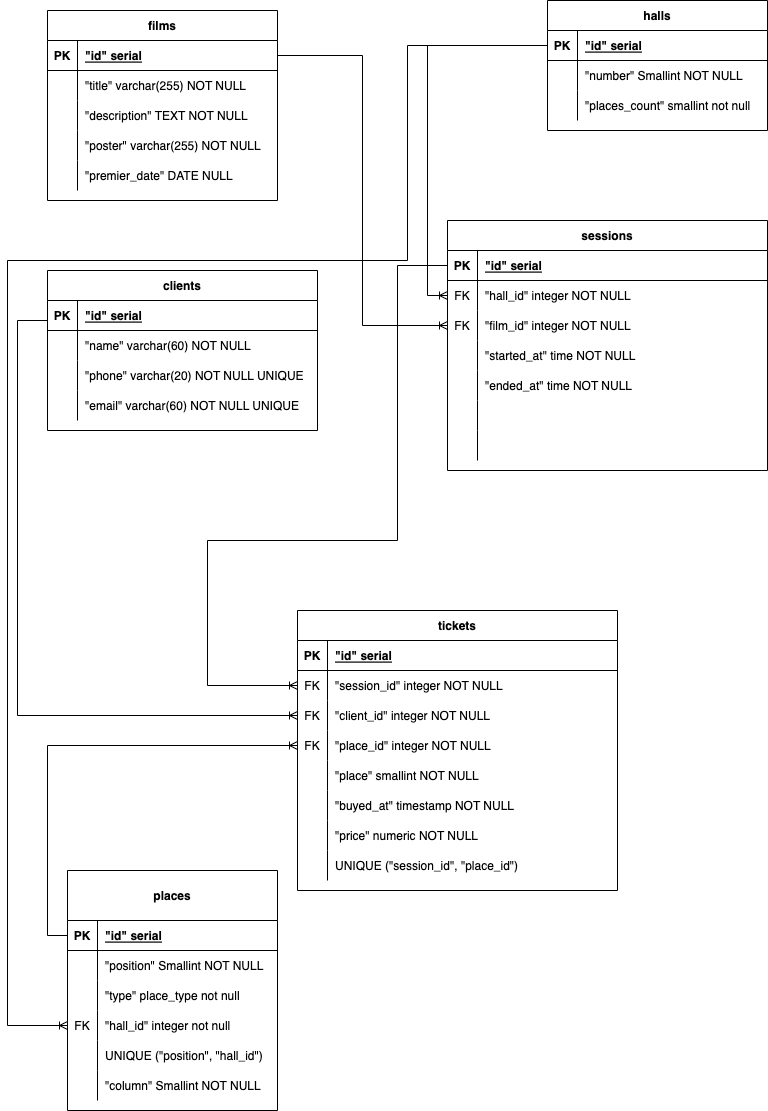 films
PK "id" serial
"title" varchar(255) NOT NULL
"description" TEXT NOT NULL
"poster" varchar(255) NOT NULL
"premier_date" DATE NULL
halls
PK "id" serial
"number" Smallint NOT NULL
"places_count" smallint not null
sessions
PK "id" serial
FK "hall_id" integer NOT NULL
FK "film_id" integer NOT NULL
"started_at" time NOT NULL
"ended_at" time NOT NULL
clients
PK "id" serial
"name" varchar(60) NOT NULL
"phone" varchar(20) NOT NULL UNIQUE
"email" varchar(60) NOT NULL UNIQUE
tickets
PK "id" serial
FK "session_id" integer NOT NULL
FK "client_id" integer NOT NULL
FK "place_id" integer NOT NULL
"place" smallint NOT NULL
"buyed_at" timestamp NOT NULL
"price" numeric NOT NULL
UNIQUE ("session_id", "place_id")
places
PK "id" serial
"position" Smallint NOT NULL
"type" place_type not null
FK "hall_id" integer not null
UNIQUE ("position", "hall_id")
"column" Smallint NOT NULL